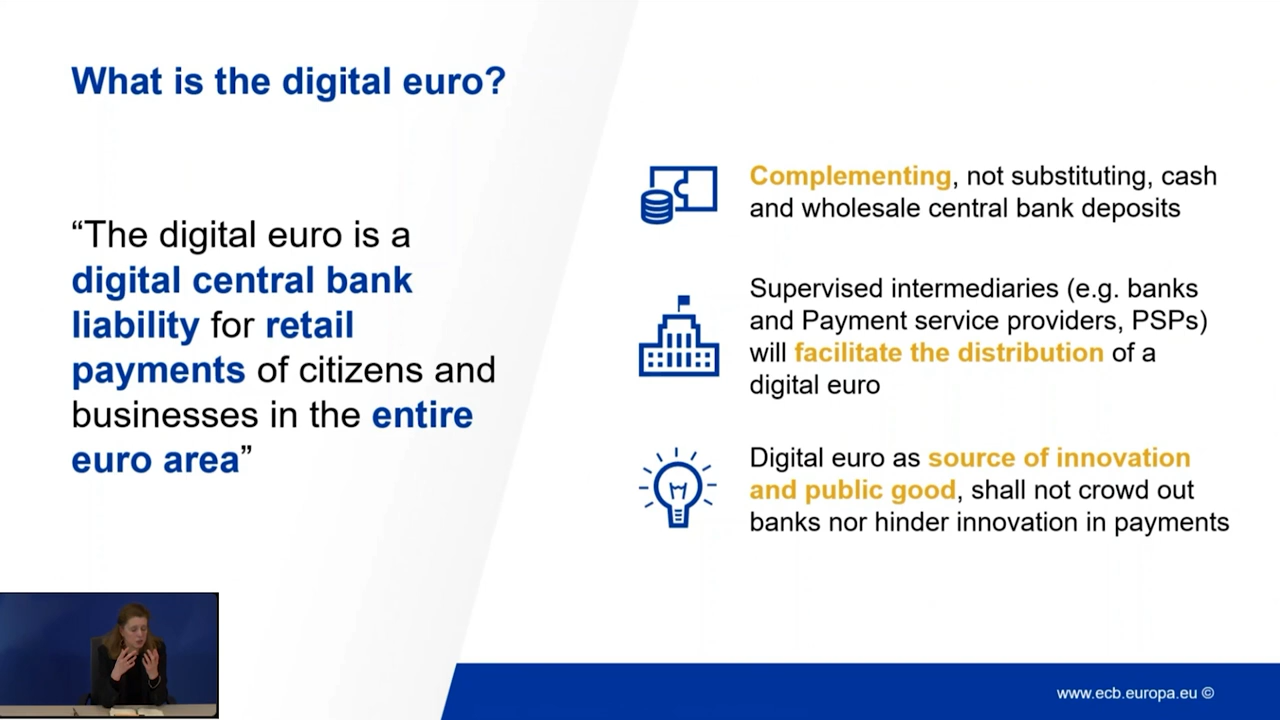 What is the digital euro?
“The digital euro is a
digital central bank
liability for retail
payments of citizens and
businesses in the entire
euro area”
Complementing, not substituting, cash
and wholesale central bank deposits
Supervised intermediaries (e.g. banks
and Payment service providers, PSPs)
will facilitate the distribution of a
digital euro
Digital euro as source of innovation
and public good, shall not crowd out
banks nor hinder innovation in payments
www.ecb.europa.eu ©